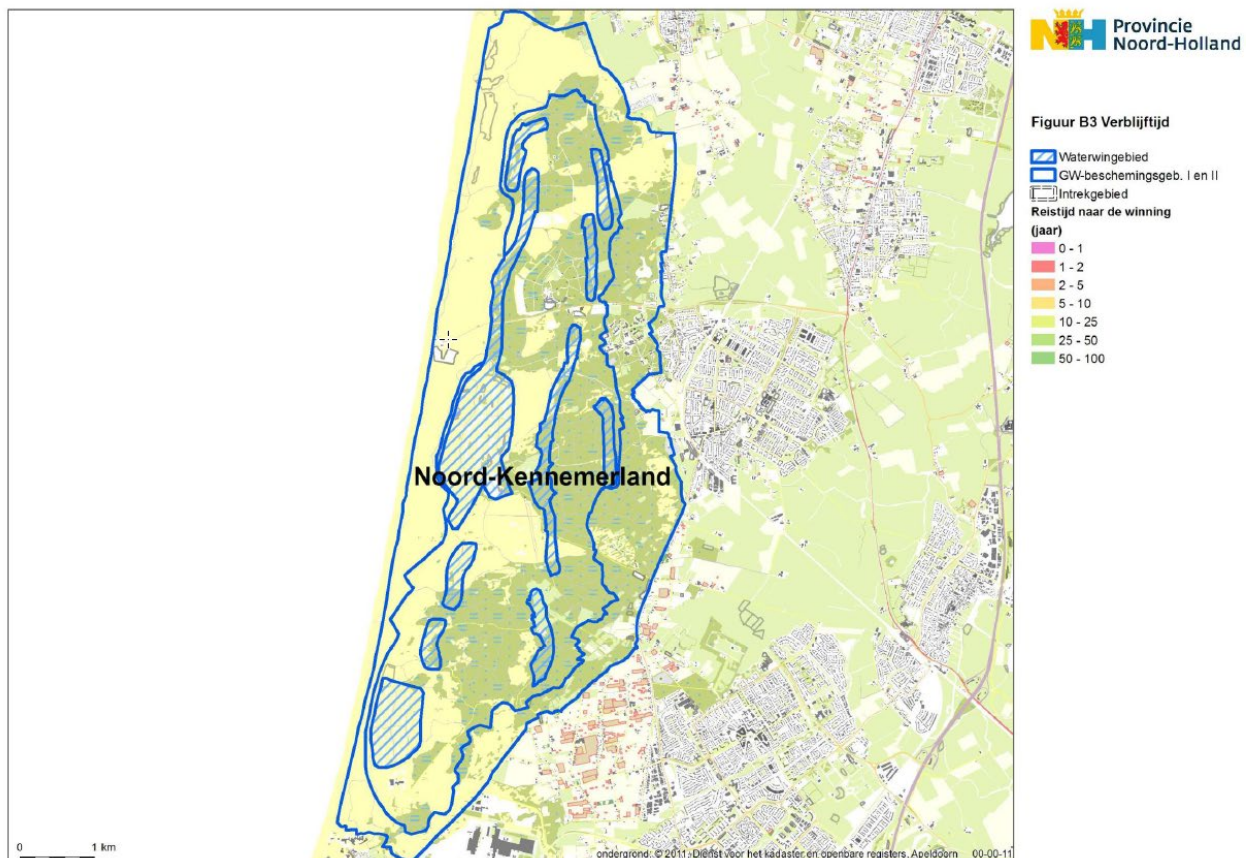 Provincie
Noord-Holland
Figuur B3 Verblijftijd
Waterwingebied
GW-beschemingsgeb. I en II
Intrekgebied
Reistijd naar de winning
(jaar)
0 - 1
1 - 2
2 - 5
5 - 10
10 - 25
25 - 50
50 - 100
Noord-Kennemerland
0 1 km
ondergrond: © 2011, Dienst voor het kadaster en openbare registers, Apeldoorn 00-00-11